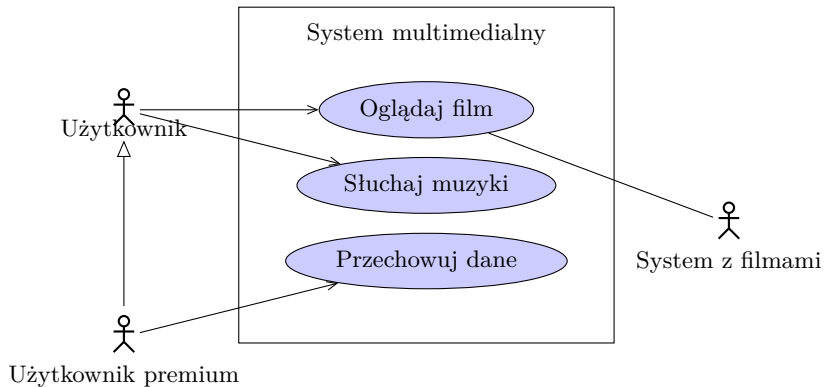 System multimedialny
Oglądaj film
Użytkownik
Słuchaj muzyki
Przechowuj dane
System z filmami
Użytkownik premium